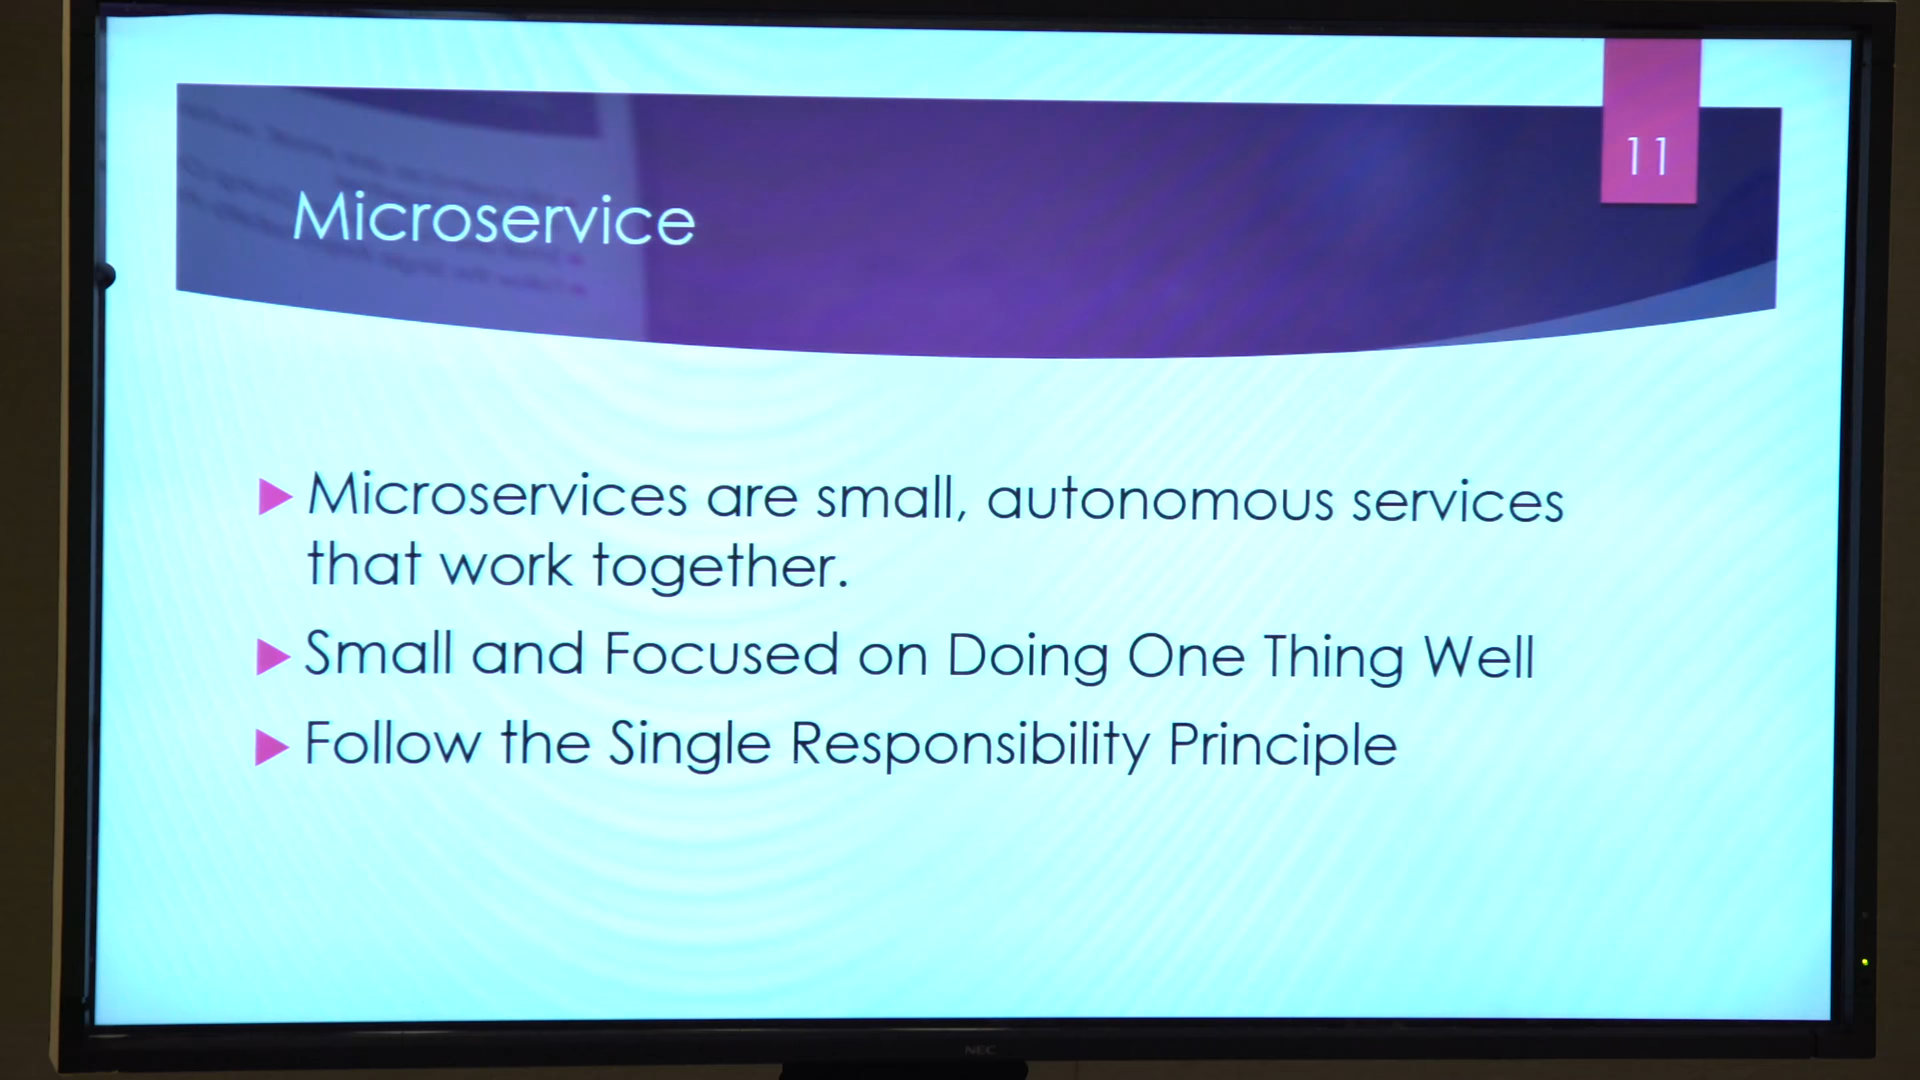 11
Microservice
Microservices are small, autonomous services
that work together.
Small and Focused on Doing One Thing Well
Follow the Single Responsibility Principle
NEC